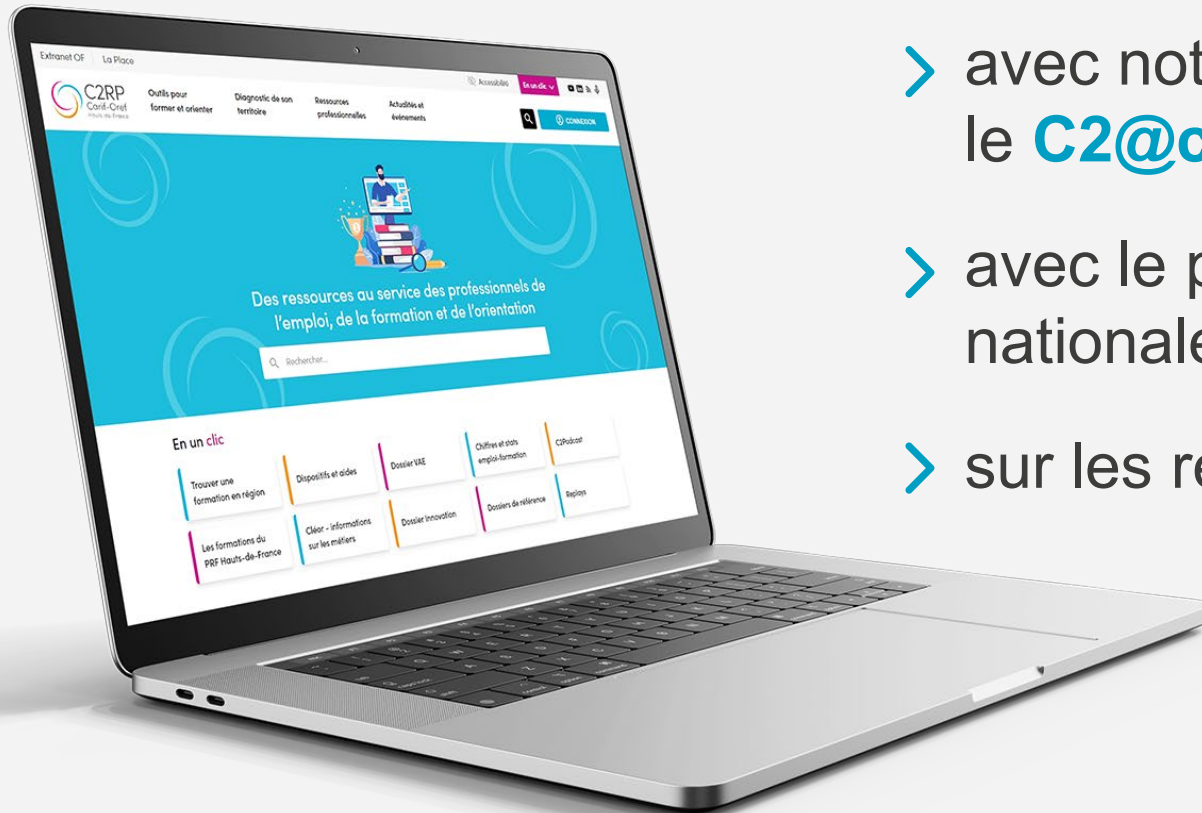 Extranet OF La Place
Accessibilité En un clic
C2RP
Carif-Oref
Hauts-de-France
Outils pour
former et orienter
Diagnostic de son
territoire
Ressources
professionnelles
Actualités et
événements
CONNEXION
Des ressources au service des professionnels de
l'emploi, de la formation et de l'orientation
Rechercher...
En un clic
Trouver une
formation en région
Dispositifs et aides
Dossier VAE
Chiffres et stats
emploi-formation
C2Podcast
Les formations du
PRF Hauts-de-France
Cléor - informations
sur les métiers
Dossier Innovation
Dossiers de référence
Replays
avec not
le C2@c
avec le p
nationale
sur les re